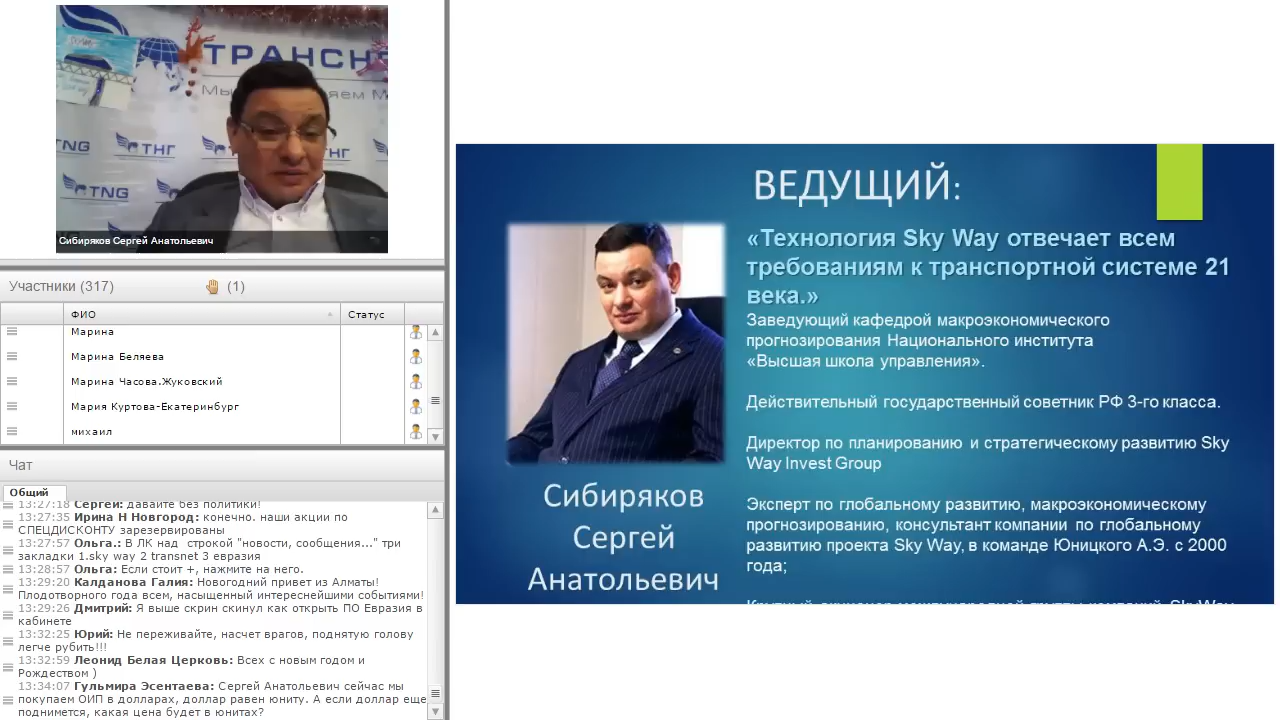 ТРАНСН
TNG
ТНГ
ТНГ
TNG
TNG
Сибиряков Сергей Анатольевич
Участники (317)
(1)
ФИО
Статус
Марина
Марина Беляева
Марина Часова.Жуковский
Мария Куртова-Екатеринбург
михаил
Чат
Общий
13:27:18 Сергей: давайте без политики!
13:27:35 Ирина Н Новгород: конечно. наши акции по
СПЕЦДИСКОНТУ зарезервированы
13:27:57 Ольга.: В ЛК над строкой "новости, сообщения..." три
закладки 1.sky way 2 transnet 3 евразия
13:28:57 Ольга: Если стоит +, нажмите на него.
13:29:20 Калданова Галия: Новогодний привет из Алматы!
Плодотворного года всем, насыщенный интереснейшими событиями!
13:29:26 Дмитрий: Я выше скрин скинул как открыть ПО Евразия в
кабинете
13:32:25 Юрий: Не переживайте, насчет врагов, поднятую голову
легче рубить!!!
13:32:59 Леонид Белая Церковь: Всех с новым годом и
Рождеством )
13:34:07 Гульмира Эсентаева: Сергей Анатольевич сейчас мы
покупаем ОИП в долларах, доллар равен юниту. А если доллар еще
поднимется, какая цена будет в юнитах?
ВЕДУЩИЙ:
«Технология Sky Way отвечает всем
требованиям к транспортной системе 21
века.»
Заведующий кафедрой макроэкономического
прогнозирования Национального института
«Высшая школа управления».
Действительный государственный советник РФ 3-го класса.
Директор по планированию и стратегическому развитию Sky
Way Invest Group
Эксперт по глобальному развитию, макроэкономическому
прогнозированию, консультант компании по глобальному
развитию проекта Sky Way, в команде Юницкого А.Э. с 2000
года;
Сибиряков
Сергей
Анатольевич